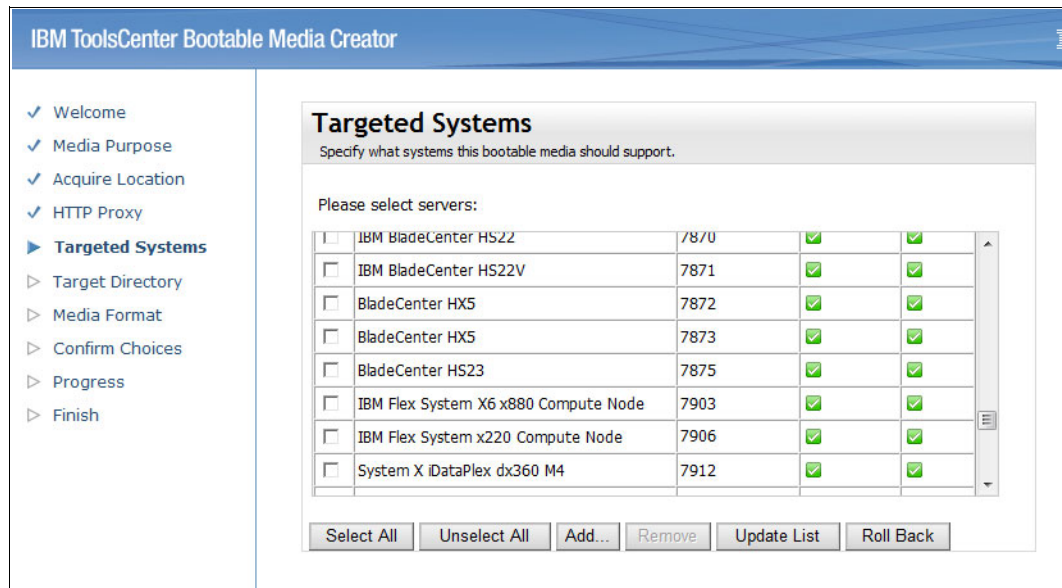 IBM ToolsCenter Bootable Media Creator
Welcome
Media Purpose
Acquire Location
HTTP Proxy
Targeted Systems
Target Directory
Media Format
Confirm Choices
Progress
Finish
Targeted Systems
Specify what systems this bootable media should support.
Please select servers:
IBM BladeCenter HS22 7870
IBM BladeCenter HS22V 7871
BladeCenter HX5 7872
BladeCenter HX5 7873
BladeCenter HS23 7875
IBM Flex System X6 x880 Compute Node 7903
IBM Flex System x220 Compute Node 7906
System X iDataPlex dx360 M4 7912
Select All Unselect All Add... Remove Update List Roll Back